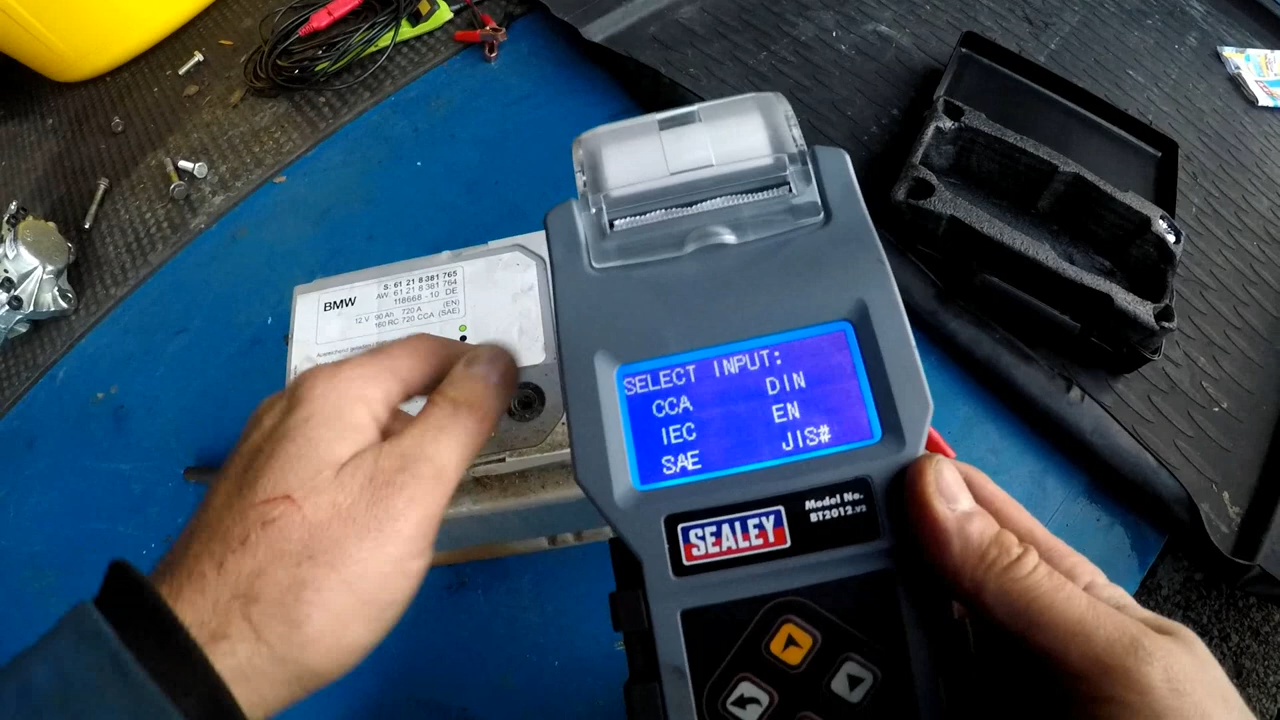 S: 61 21 8 381 765
AW: 61 21 8 381 764
118668 - 10 DE
BMW
12 V 90 Ah 720 A (EN)
160 RC 720 CCA (SAE)
SELECT INPUT:
CCA DIN
IEC EN
SAE JIS#
SEALEY
Model No.
BT2012.V2